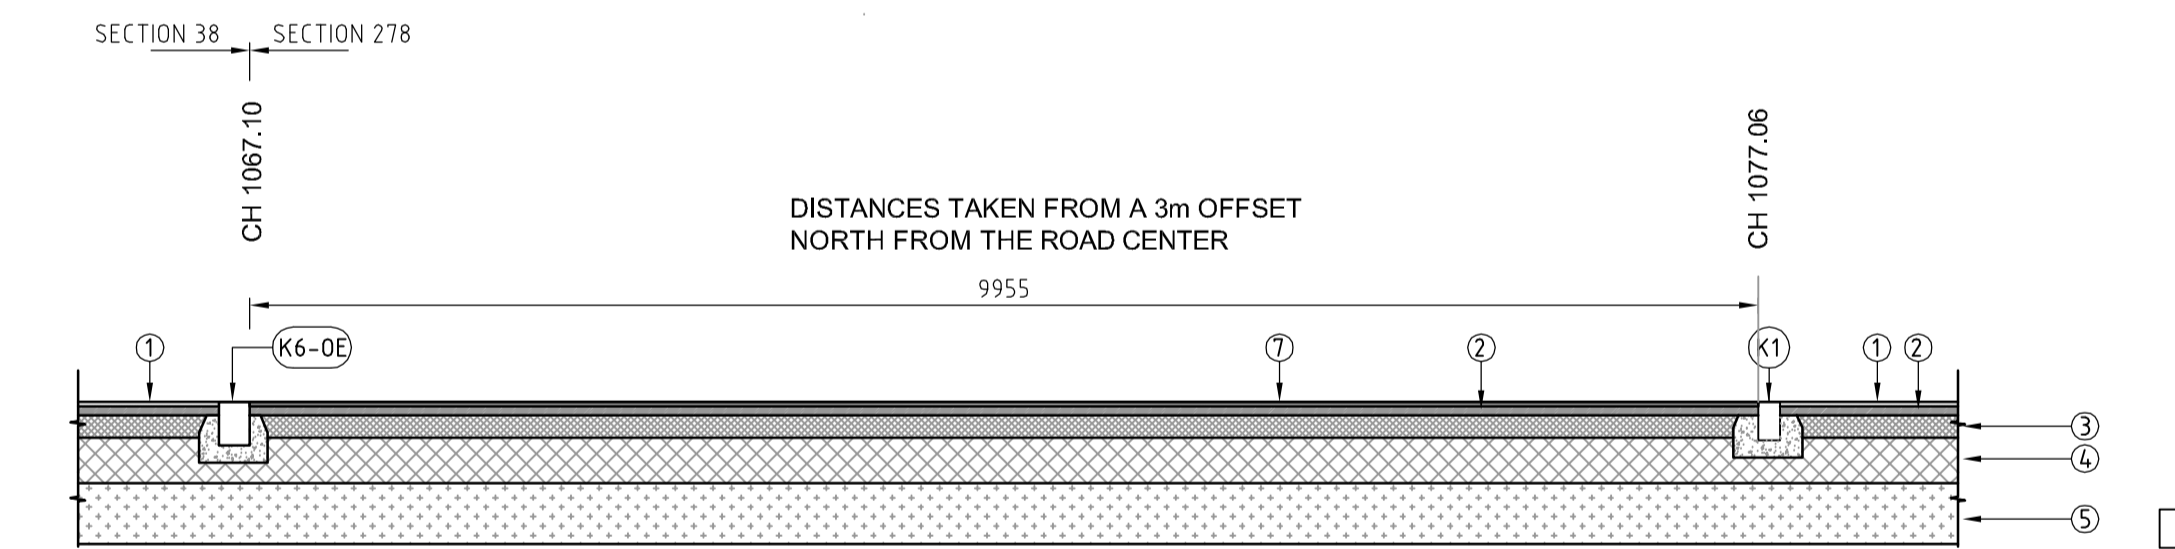 SECTION 38
SECTION 278
CH 1067.10
CH 1077.06
DISTANCES TAKEN FROM A 3m OFFSET
NORTH FROM THE ROAD CENTER
9955
1
K6-OE
7
2
K1
1
2
3
4
5